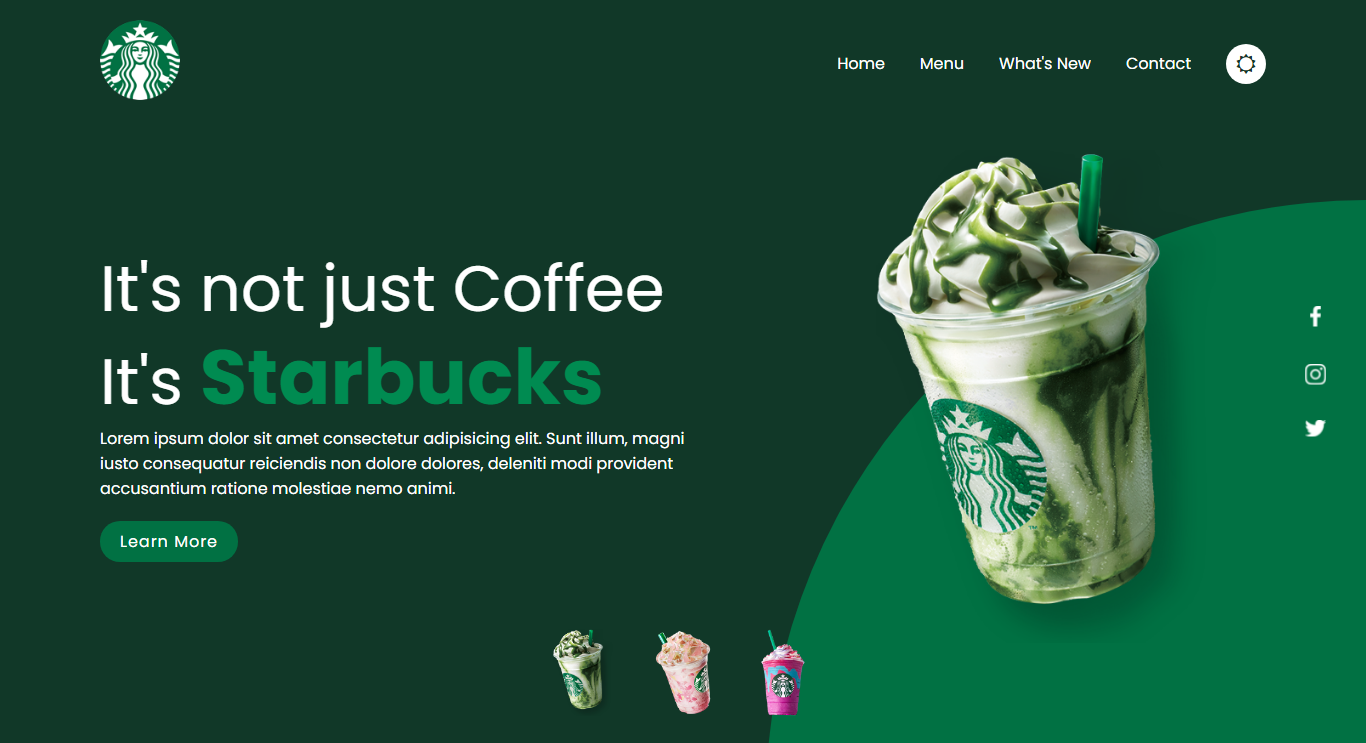 Home Menu What's New Contact
It's not just Coffee
It's Starbucks
Lorem ipsum dolor sit amet consectetur adipisicing elit. Sunt illum, magni
iusto consequatur reiciendis non dolore dolores, deleniti modi provident
accusantium ratione molestiae nemo animi.
Learn More